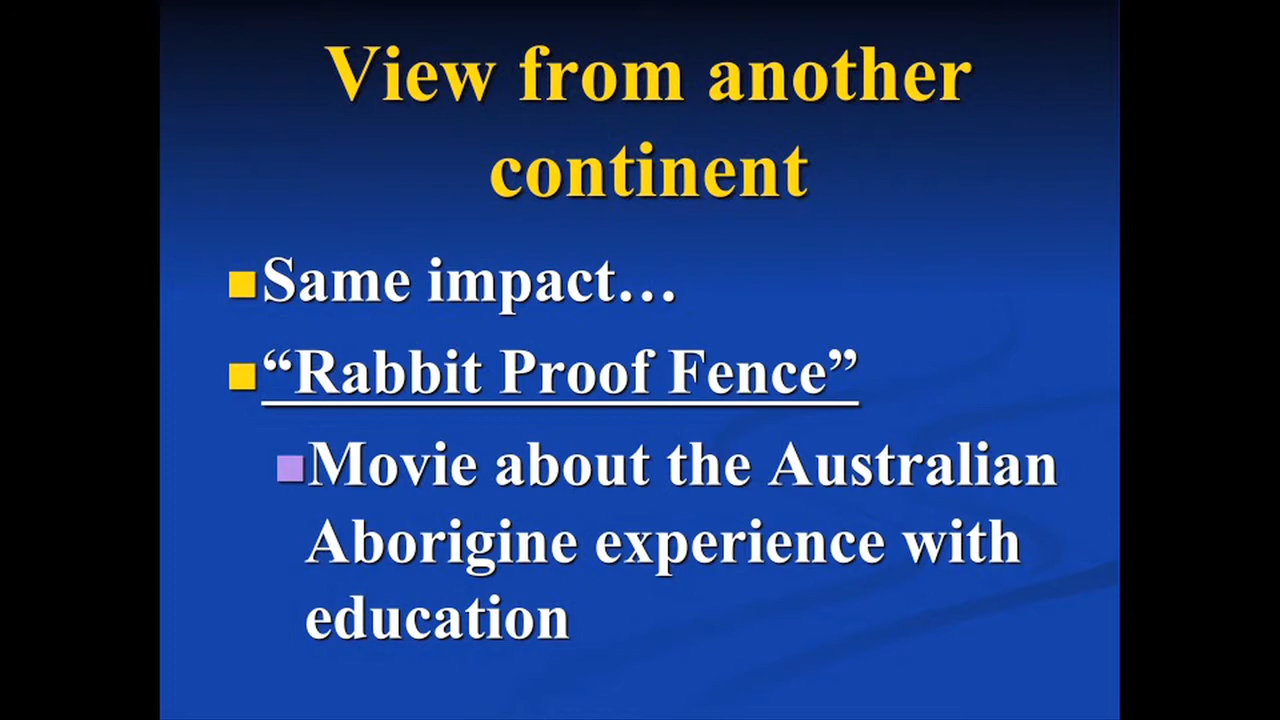 View from another
continent
Same impact…
“Rabbit Proof Fence”
Movie about the Australian
Aborigine experience with
education